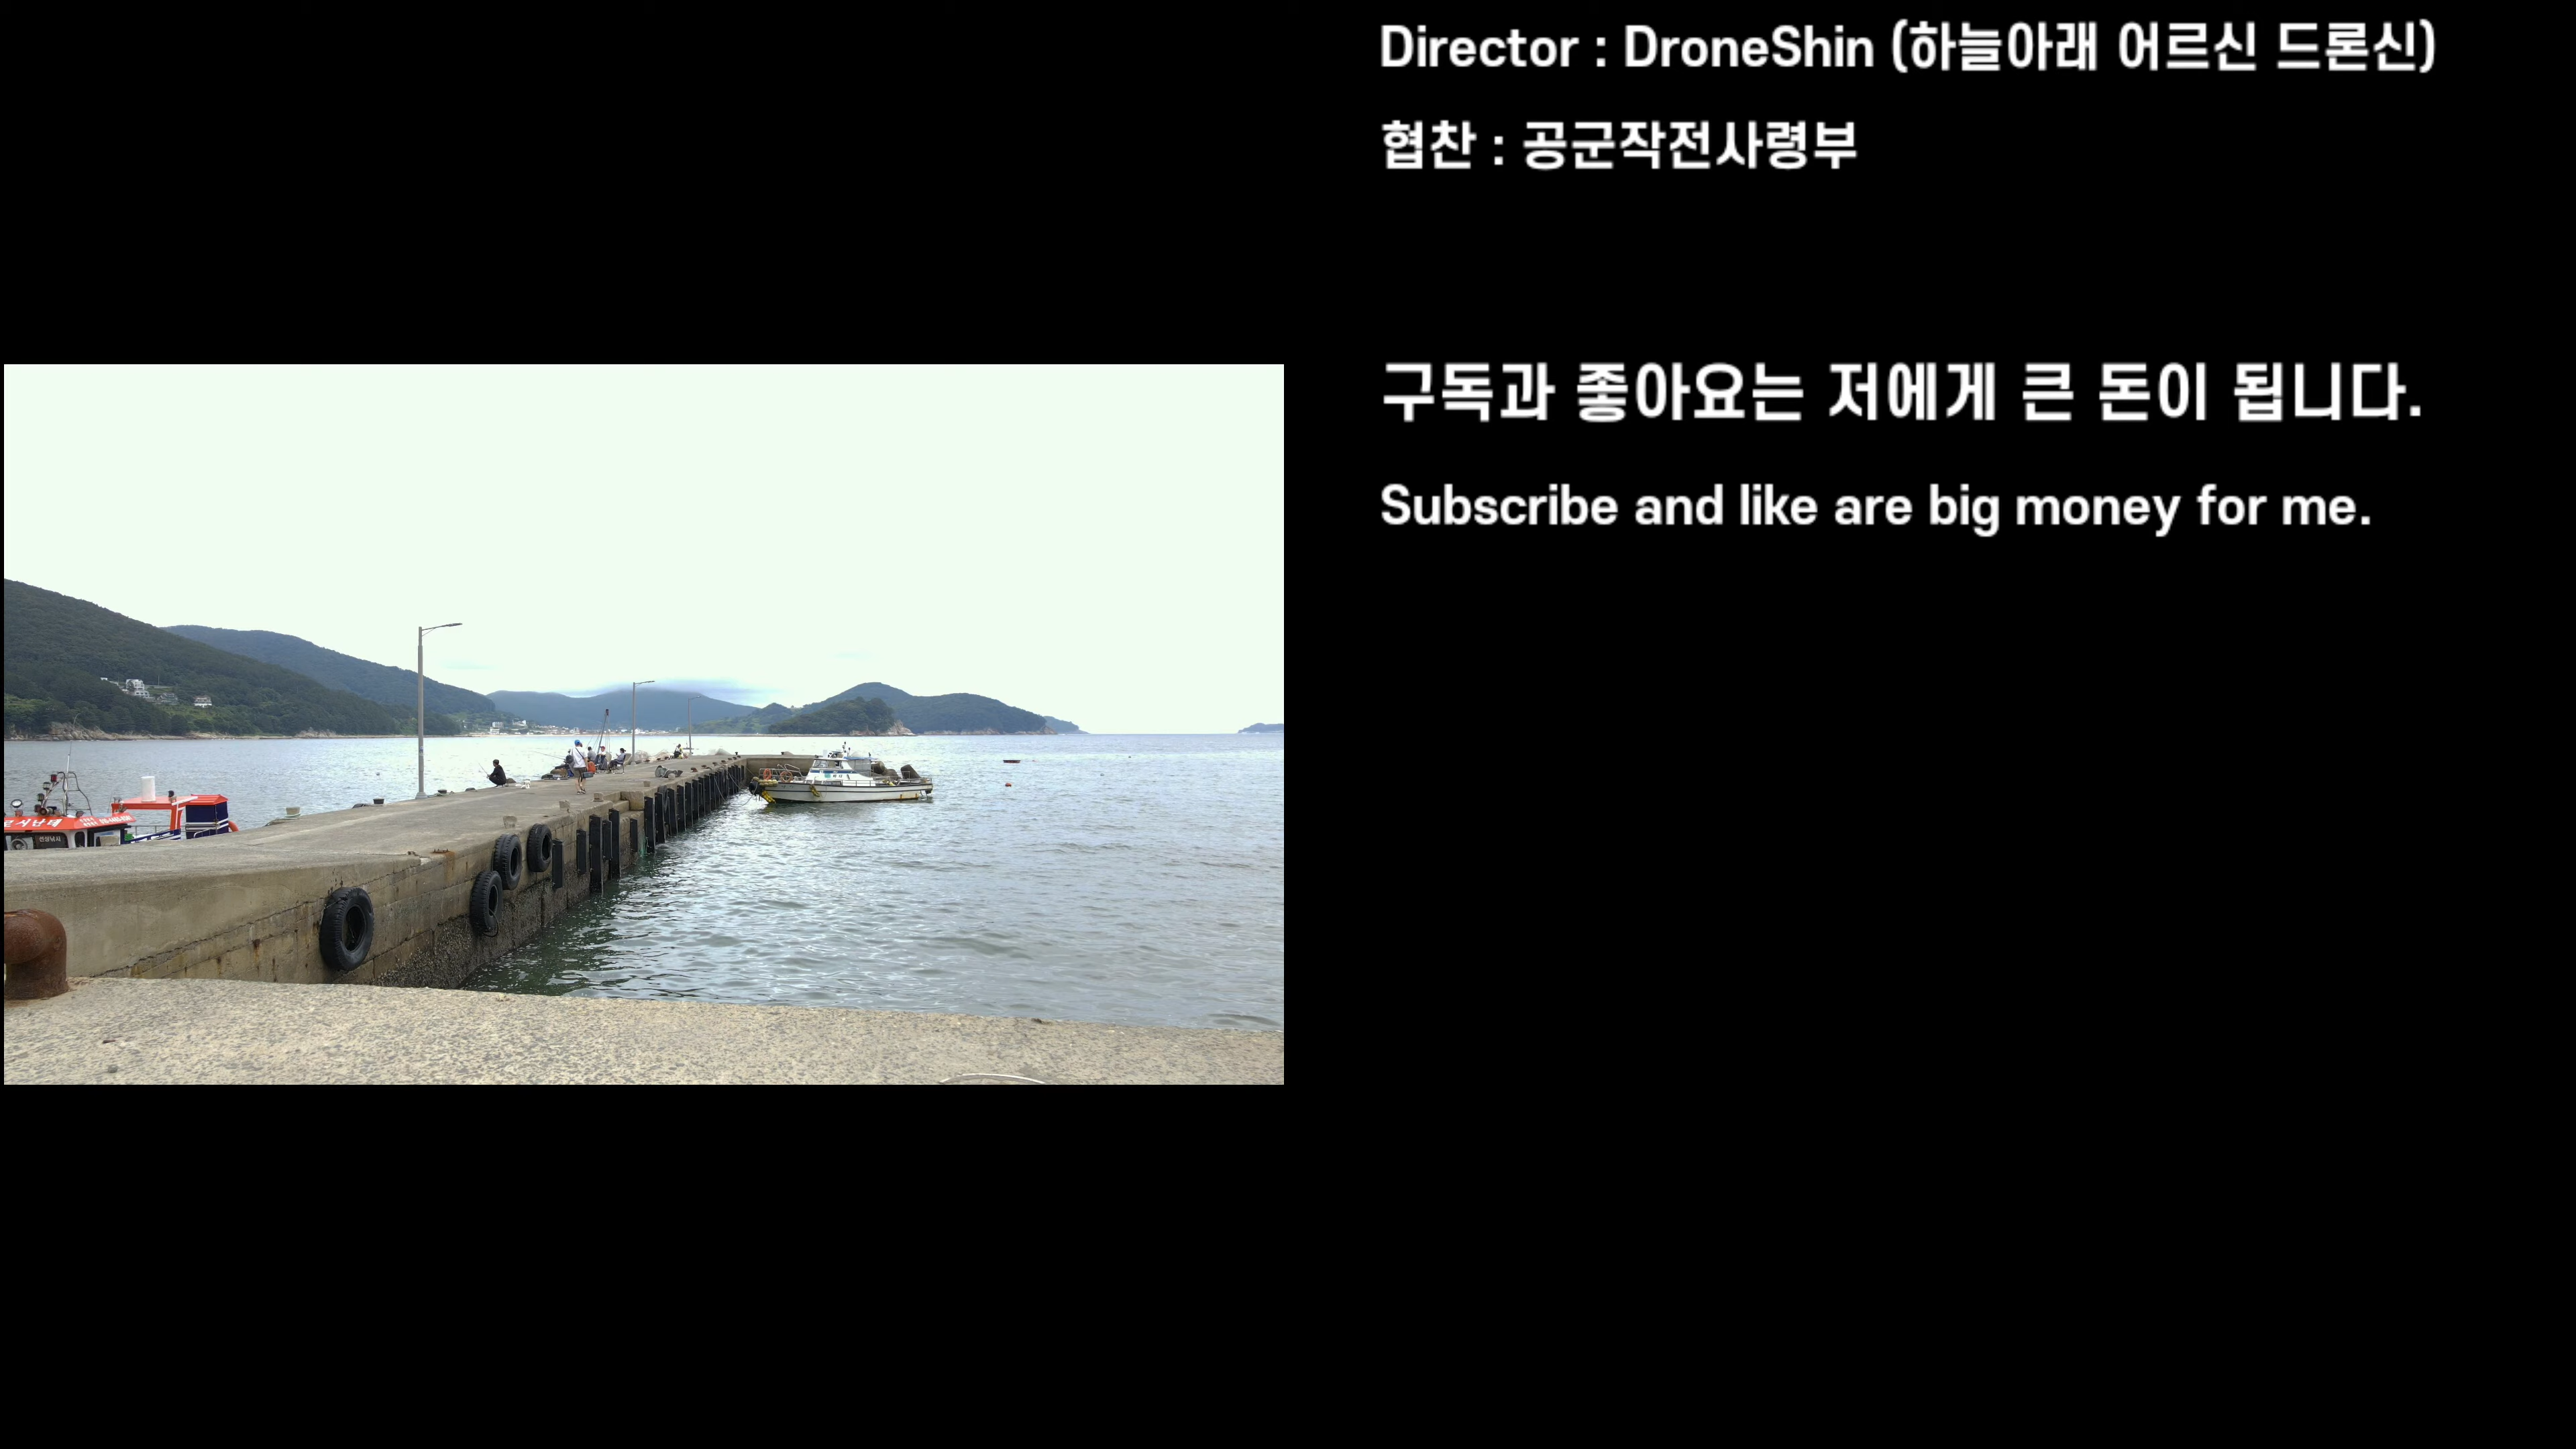 Director : DroneShin (하늘아래 어르신 드론신)
협찬 : 공군작전사령부
구독과 좋아요는 저에게 큰 돈이 됩니다.
Subscribe and like are big money for me.